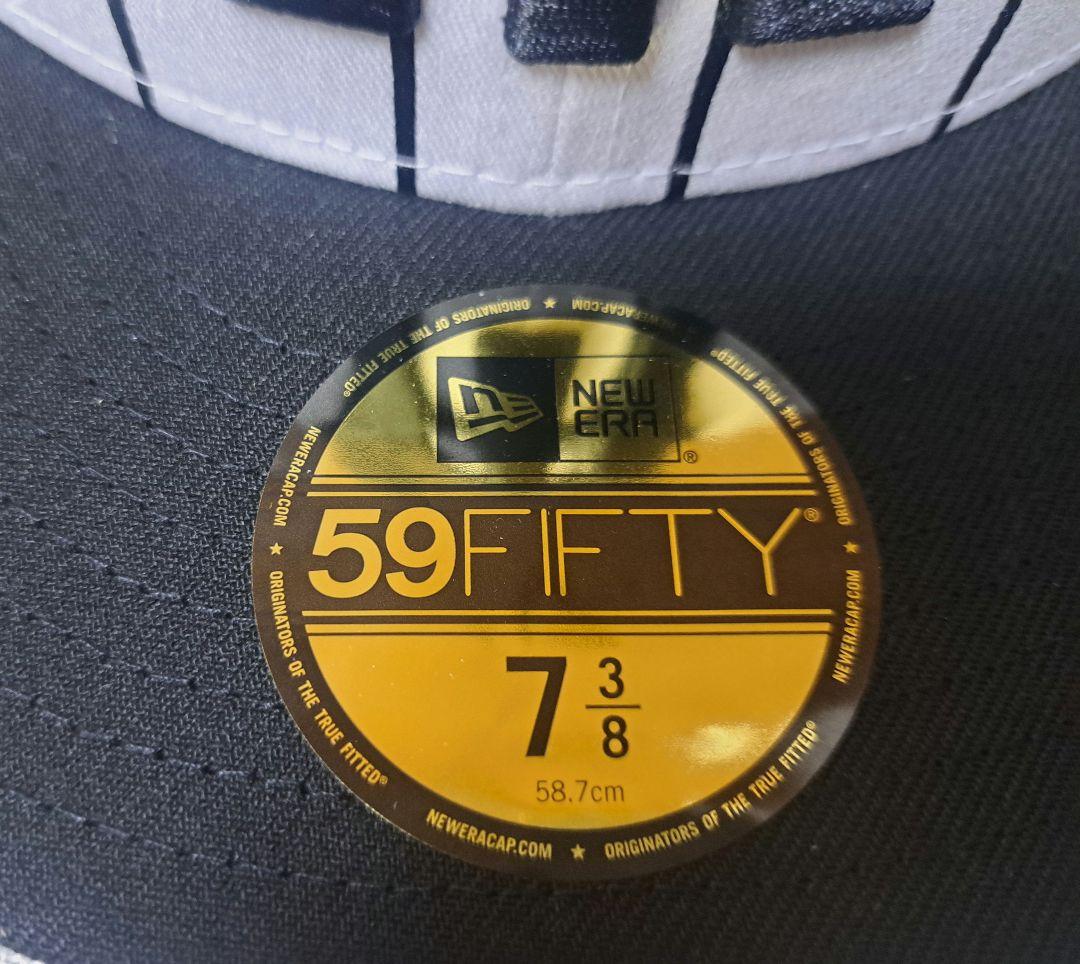 NEW
ERA®
59FIFTY®
7 3/8
58.7cm
ORIGINATORS OF THE TRUE FITTED®
NEWERACAP.COM
ORIGINATORS OF THE TRUE FITTED®
NEWERACAP.COM
ORIGINATORS OF THE TRUE FITTED®
NEWERACAP.COM
ORIGINATORS OF THE TRUE FITTED®
NEWERACAP.COM